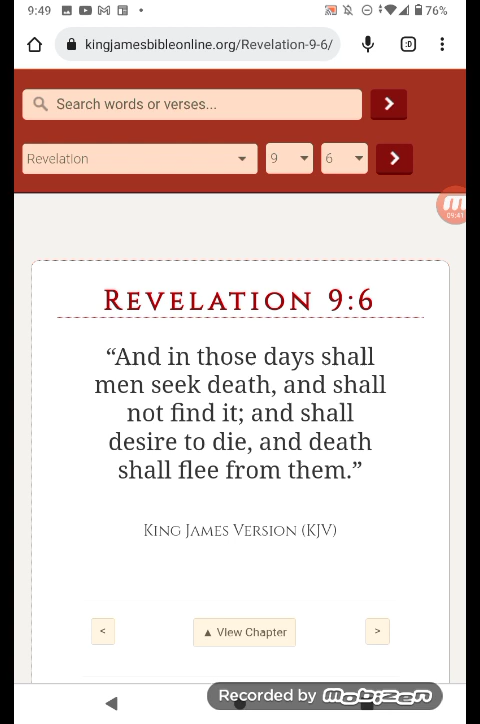 9:49
76%
kingjamesbibleonline.org/Revelation-9-6/
:D
Search words or verses...
Revelation 9 6
09:41
REVELATION 9:6
“And in those days shall
men seek death, and shall
not find it; and shall
desire to die, and death
shall flee from them.”
KING JAMES VERSION (KJV)
< ▲ View Chapter >
Recorded by mobizen